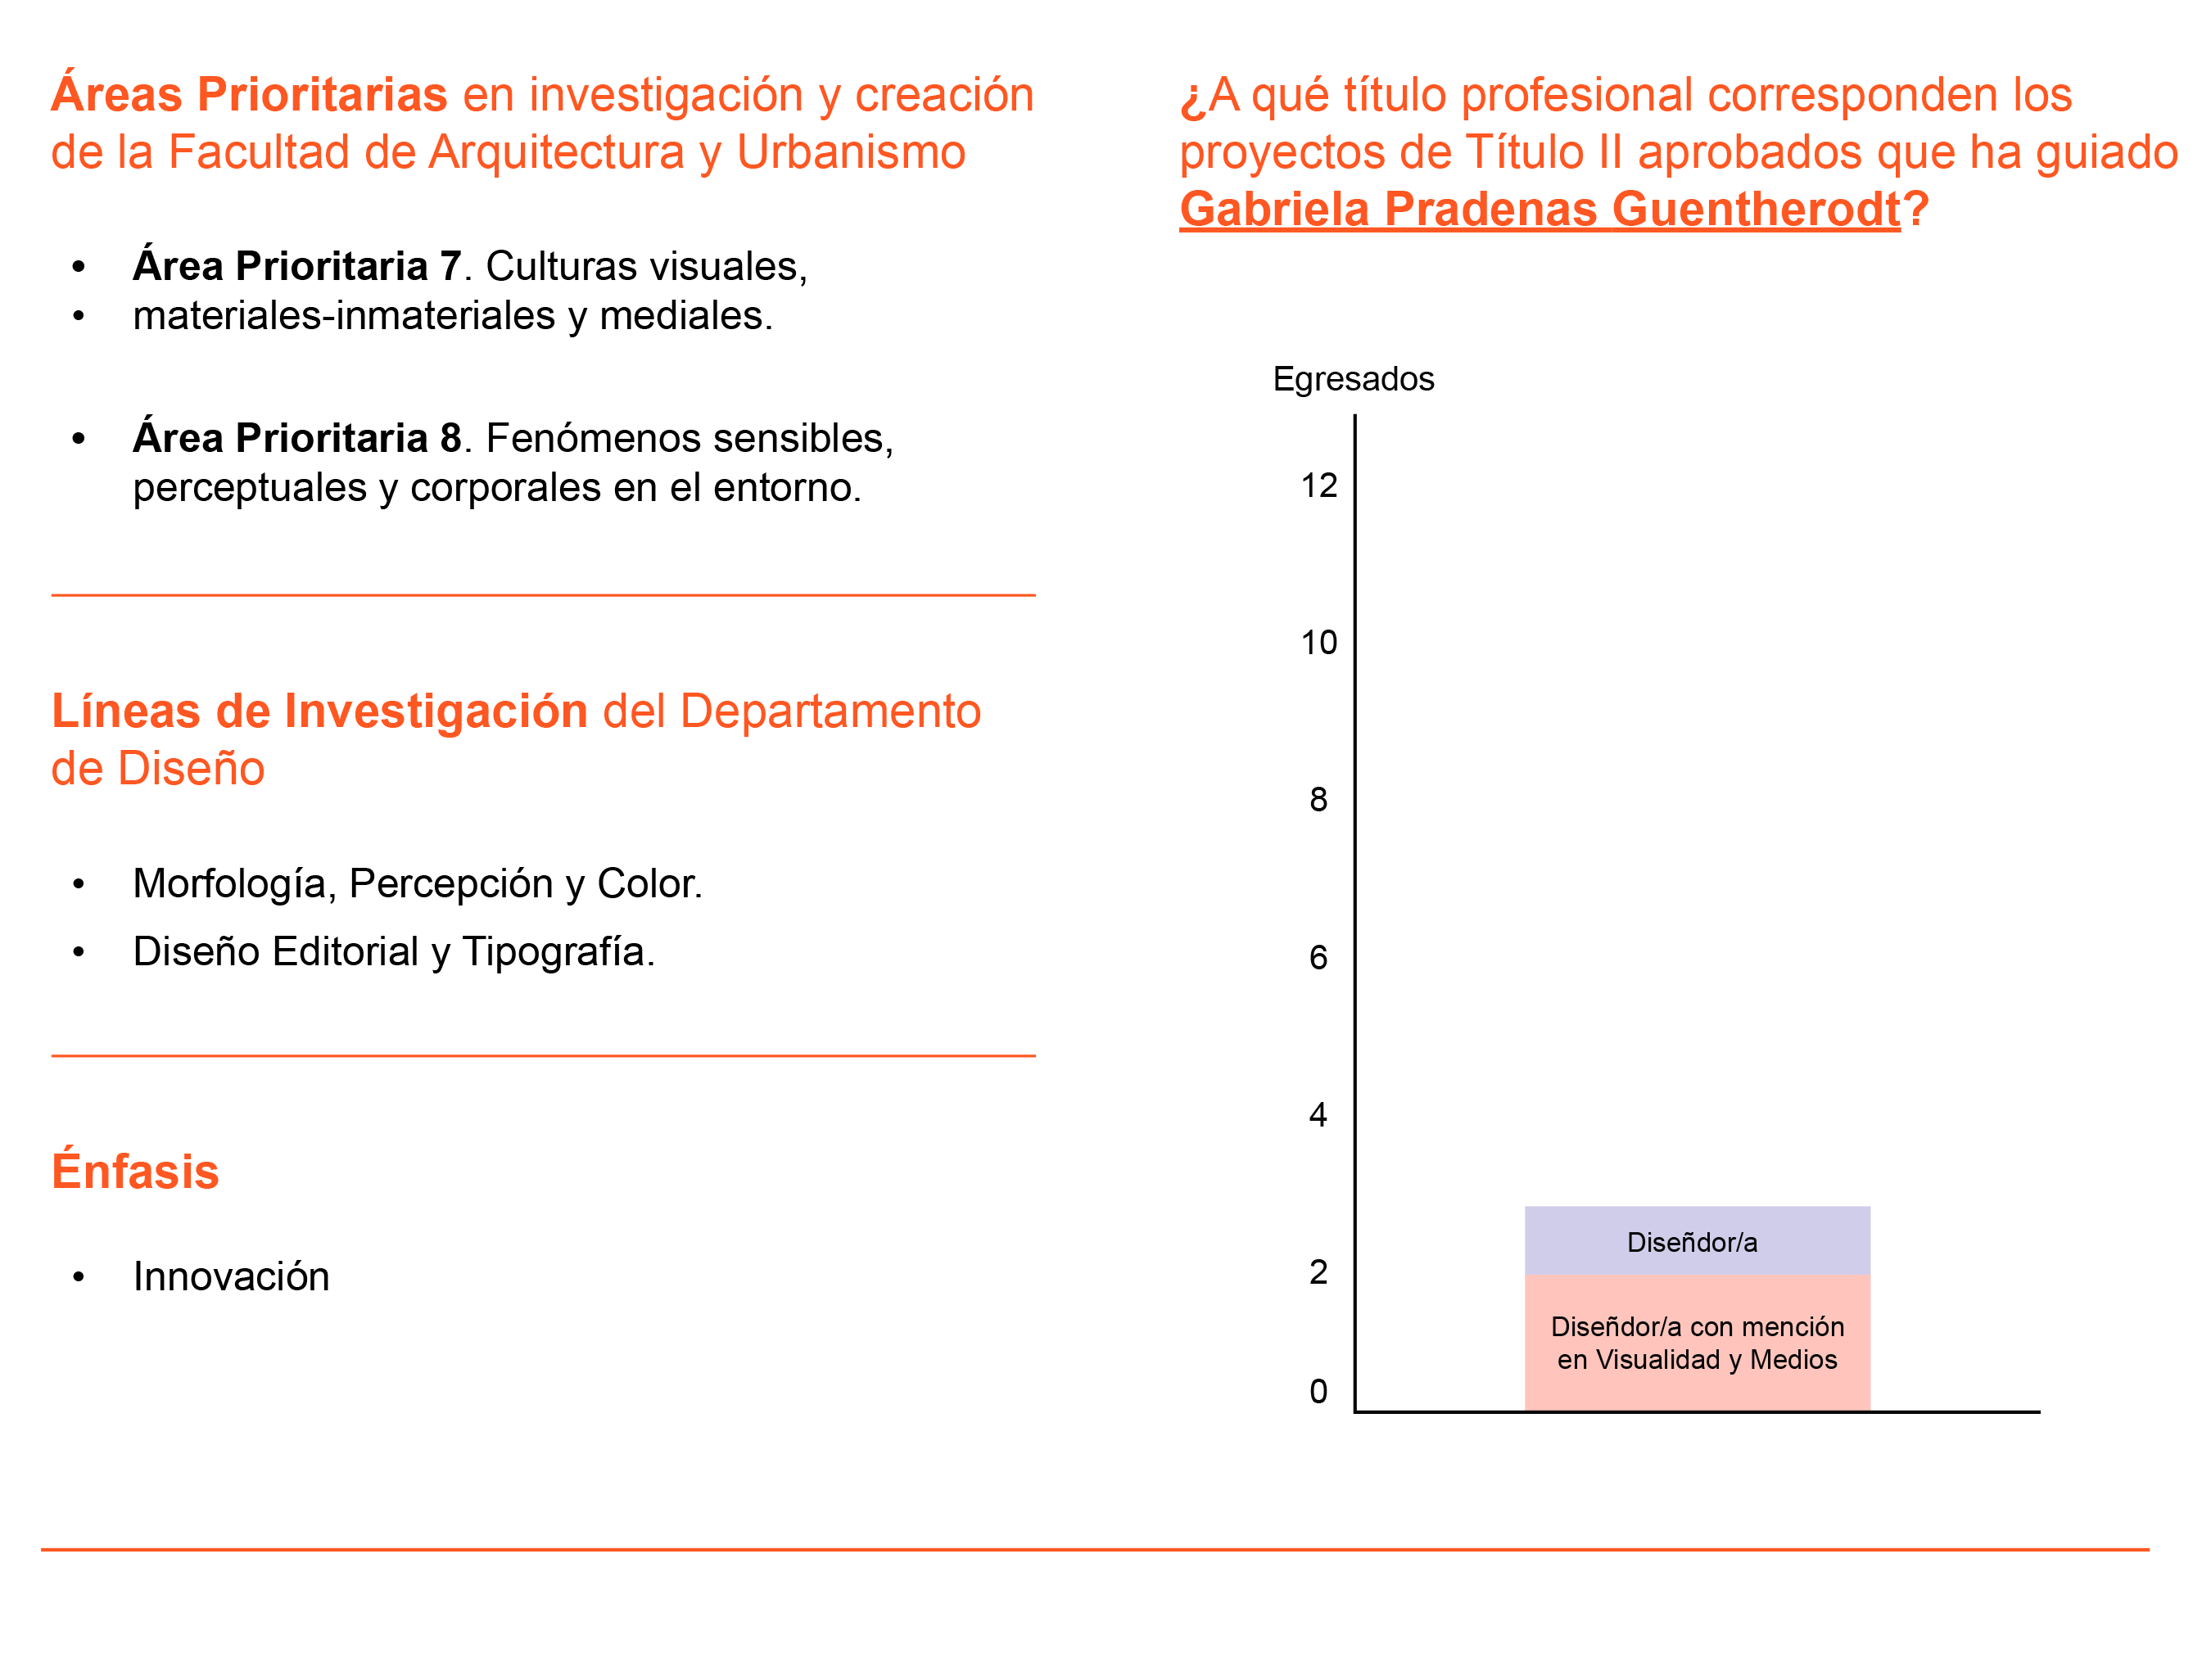 Áreas Prioritarias en investigación y creación
de la Facultad de Arquitectura y Urbanismo
• Área Prioritaria 7. Culturas visuales,
• materiales-inmateriales y mediales.
• Área Prioritaria 8. Fenómenos sensibles,
perceptuales y corporales en el entorno.
Líneas de Investigación del Departamento
de Diseño
• Morfología, Percepción y Color.
• Diseño Editorial y Tipografía.
Énfasis
• Innovación
¿A qué título profesional corresponden los
proyectos de Título II aprobados que ha guiado
Gabriela Pradenas Guentherodt?
Egresados
12
10
8
6
4
2
0
Diseñdor/a
Diseñdor/a con mención
en Visualidad y Medios